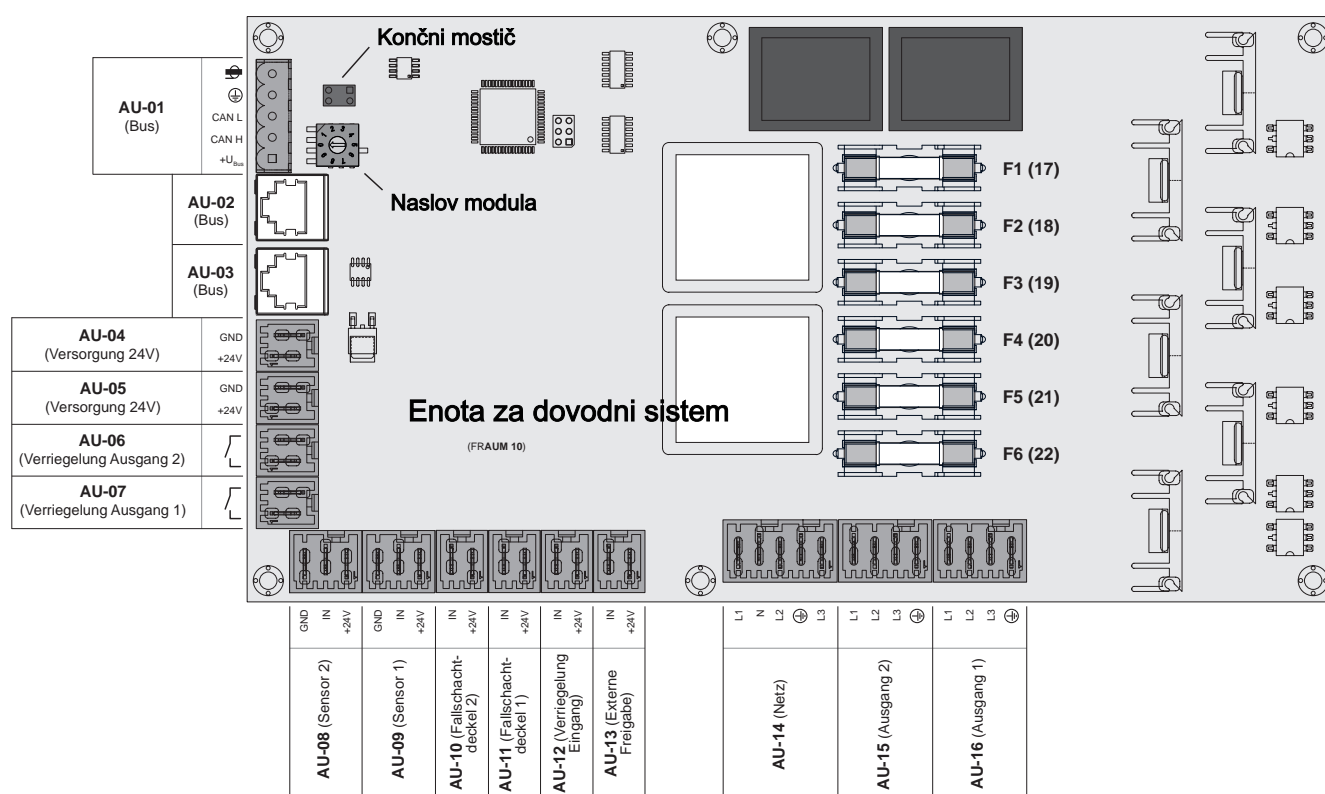 Končni mostič
AU-01
(Bus)
CAN L
CAN H
+U Bus
Naslov modula
AU-02
(Bus)
AU-03
(Bus)
AU-04
(Versorgung 24V)
GND
+24V
AU-05
(Versorgung 24V)
GND
+24V
AU-06
(Verriegelung Ausgang 2)
AU-07
(Verriegelung Ausgang 1)
F1 (17)
F2 (18)
F3 (19)
F4 (20)
F5 (21)
F6 (22)
Enota za dovodni sistem
(FRAUM 10)
GND IN +24V
AU-08 (Sensor 2)
GND IN +24V
AU-09 (Sensor 1)
IN +24V
AU-10 (Fallschacht-
deckel 2)
IN +24V
AU-11 (Fallschacht-
deckel 1)
IN +24V
AU-12 (Verriegelung
Eingang)
IN +24V
AU-13 (Externe
Freigabe)
L1 N L2 L3
AU-14 (Netz)
L1 L2 L3
AU-15 (Ausgang 2)
L1 L2 L3
AU-16 (Ausgang 1)